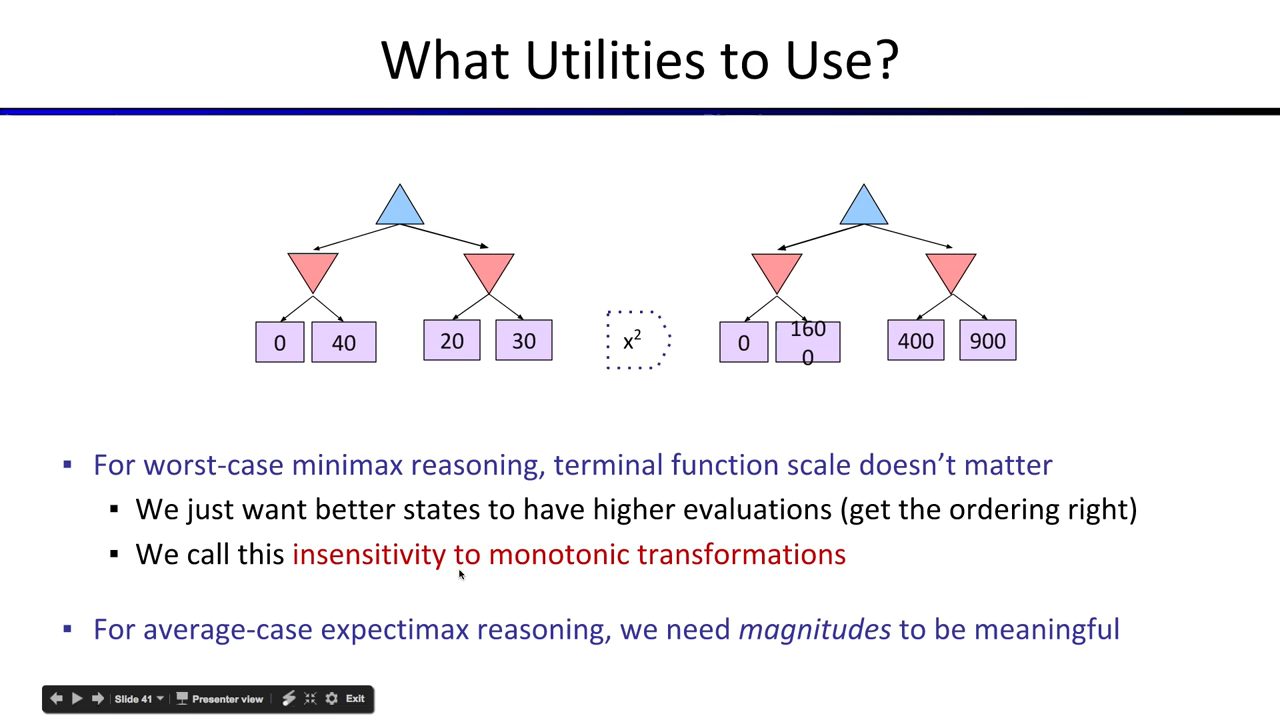 What Utilities to Use?
0 40 20 30 x² 0 160 400 900
0
▪ For worst-case minimax reasoning, terminal function scale doesn’t matter
▪ We just want better states to have higher evaluations (get the ordering right)
▪ We call this insensitivity to monotonic transformations
▪ For average-case expectimax reasoning, we need magnitudes to be meaningful
Slide 41 Presenter view Exit